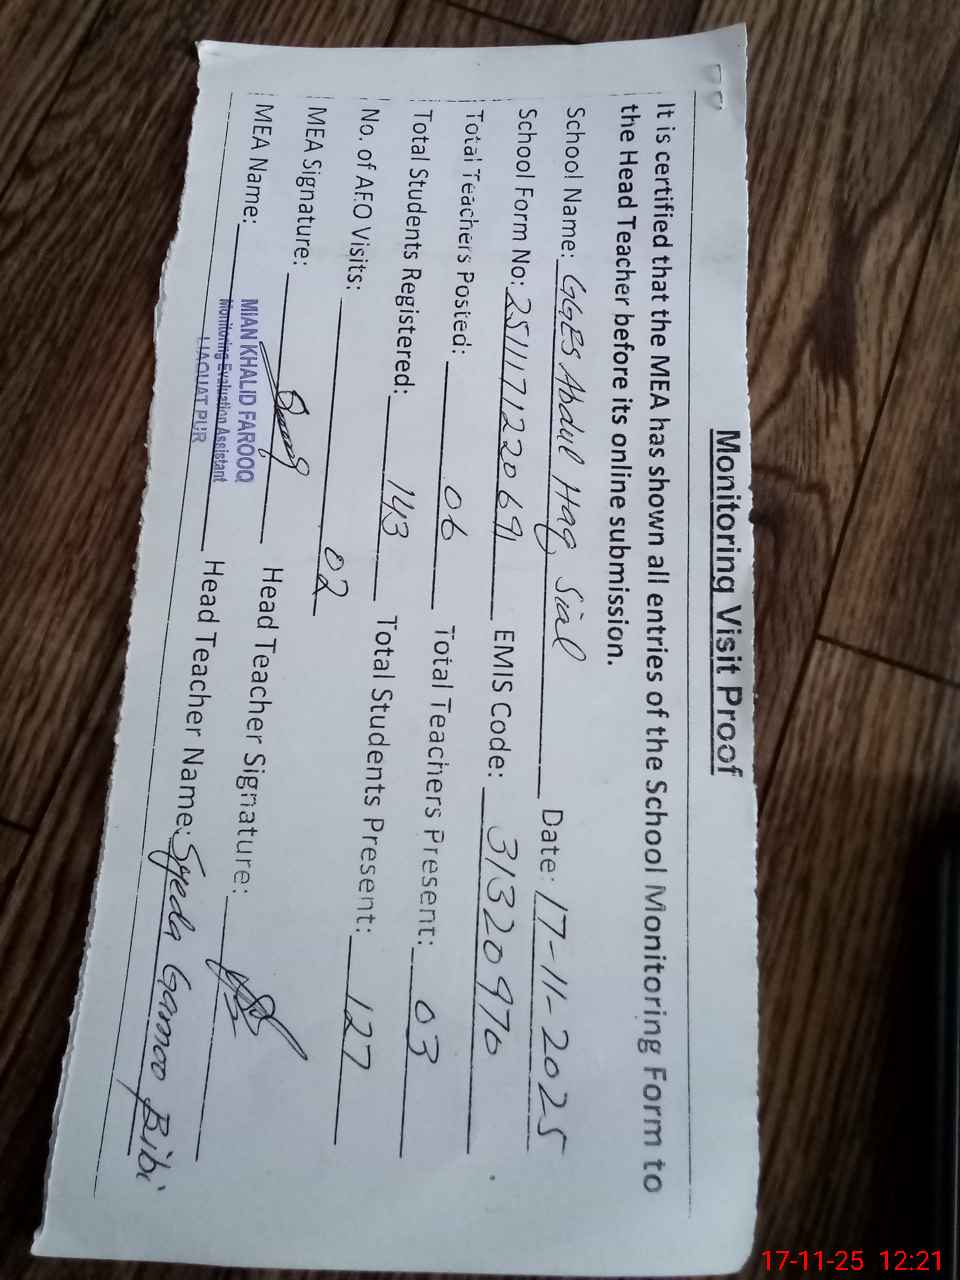 Monitoring Visit Proof
It is certified that the MEA has shown all entries of the School Monitoring Form to
the Head Teacher before its online submission.
School Name: GGES Abdul Haq Sial Date: 17-11-2025
School Form No: 251117122069 EMIS Code: 31320976
Total Teachers Posted: 06 Total Teachers Present: 03
Total Students Registered: 143 Total Students Present: 127
No. of AEO Visits: 02
MEA Signature: Head Teacher Signature:
MEA Name: MIAN KHALID FAROOQ Head Teacher Name: Syeda Gamoo Bibi
Monitoring Evaluation Assistant
LIAQUAT PUR
17-11-25 12:21